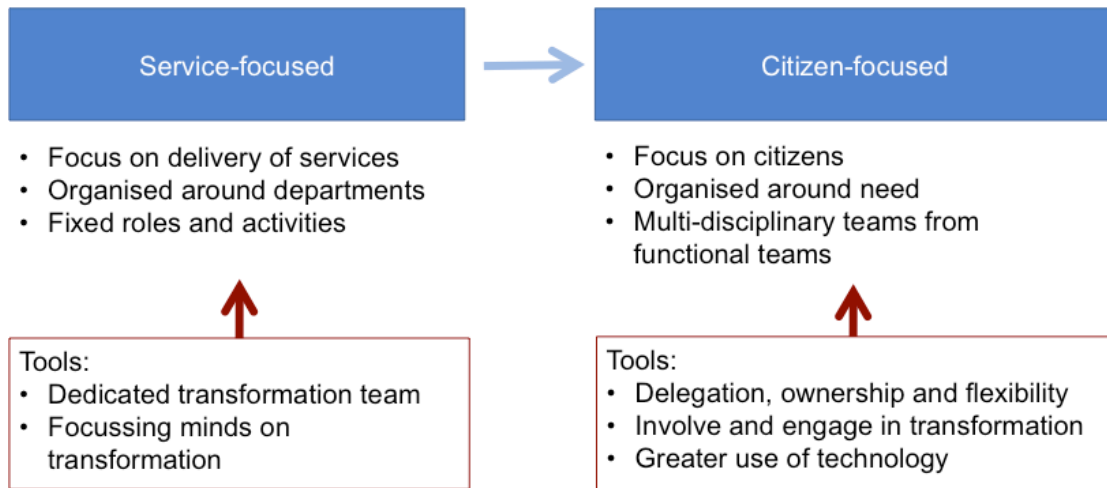 Service-focused
Citizen-focused
• Focus on delivery of services
• Organised around departments
• Fixed roles and activities
• Focus on citizens
• Organised around need
• Multi-disciplinary teams from
functional teams
Tools:
• Dedicated transformation team
• Focussing minds on
transformation
Tools:
• Delegation, ownership and flexibility
• Involve and engage in transformation
• Greater use of technology